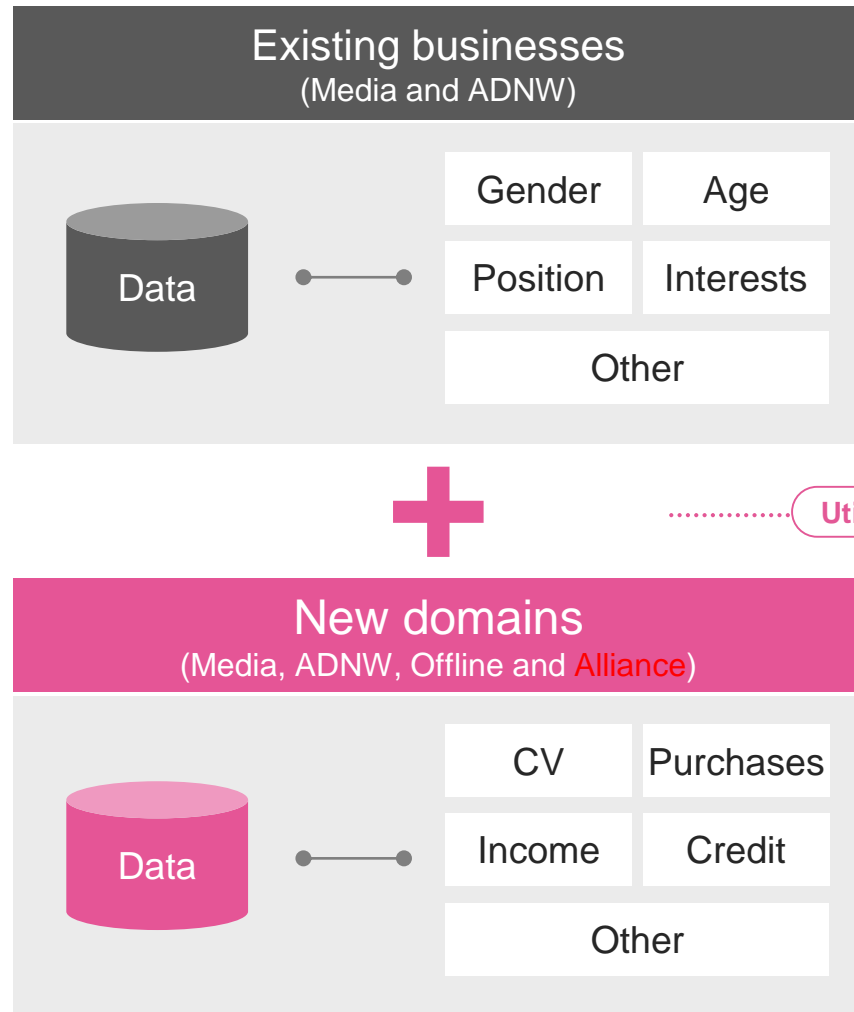 Existing businesses
(Media and ADNW)
Data
Gender
Age
Position
Interests
Other
New domains
(Media, ADNW, Offline and Alliance)
Data
CV
Purchases
Income
Credit
Other